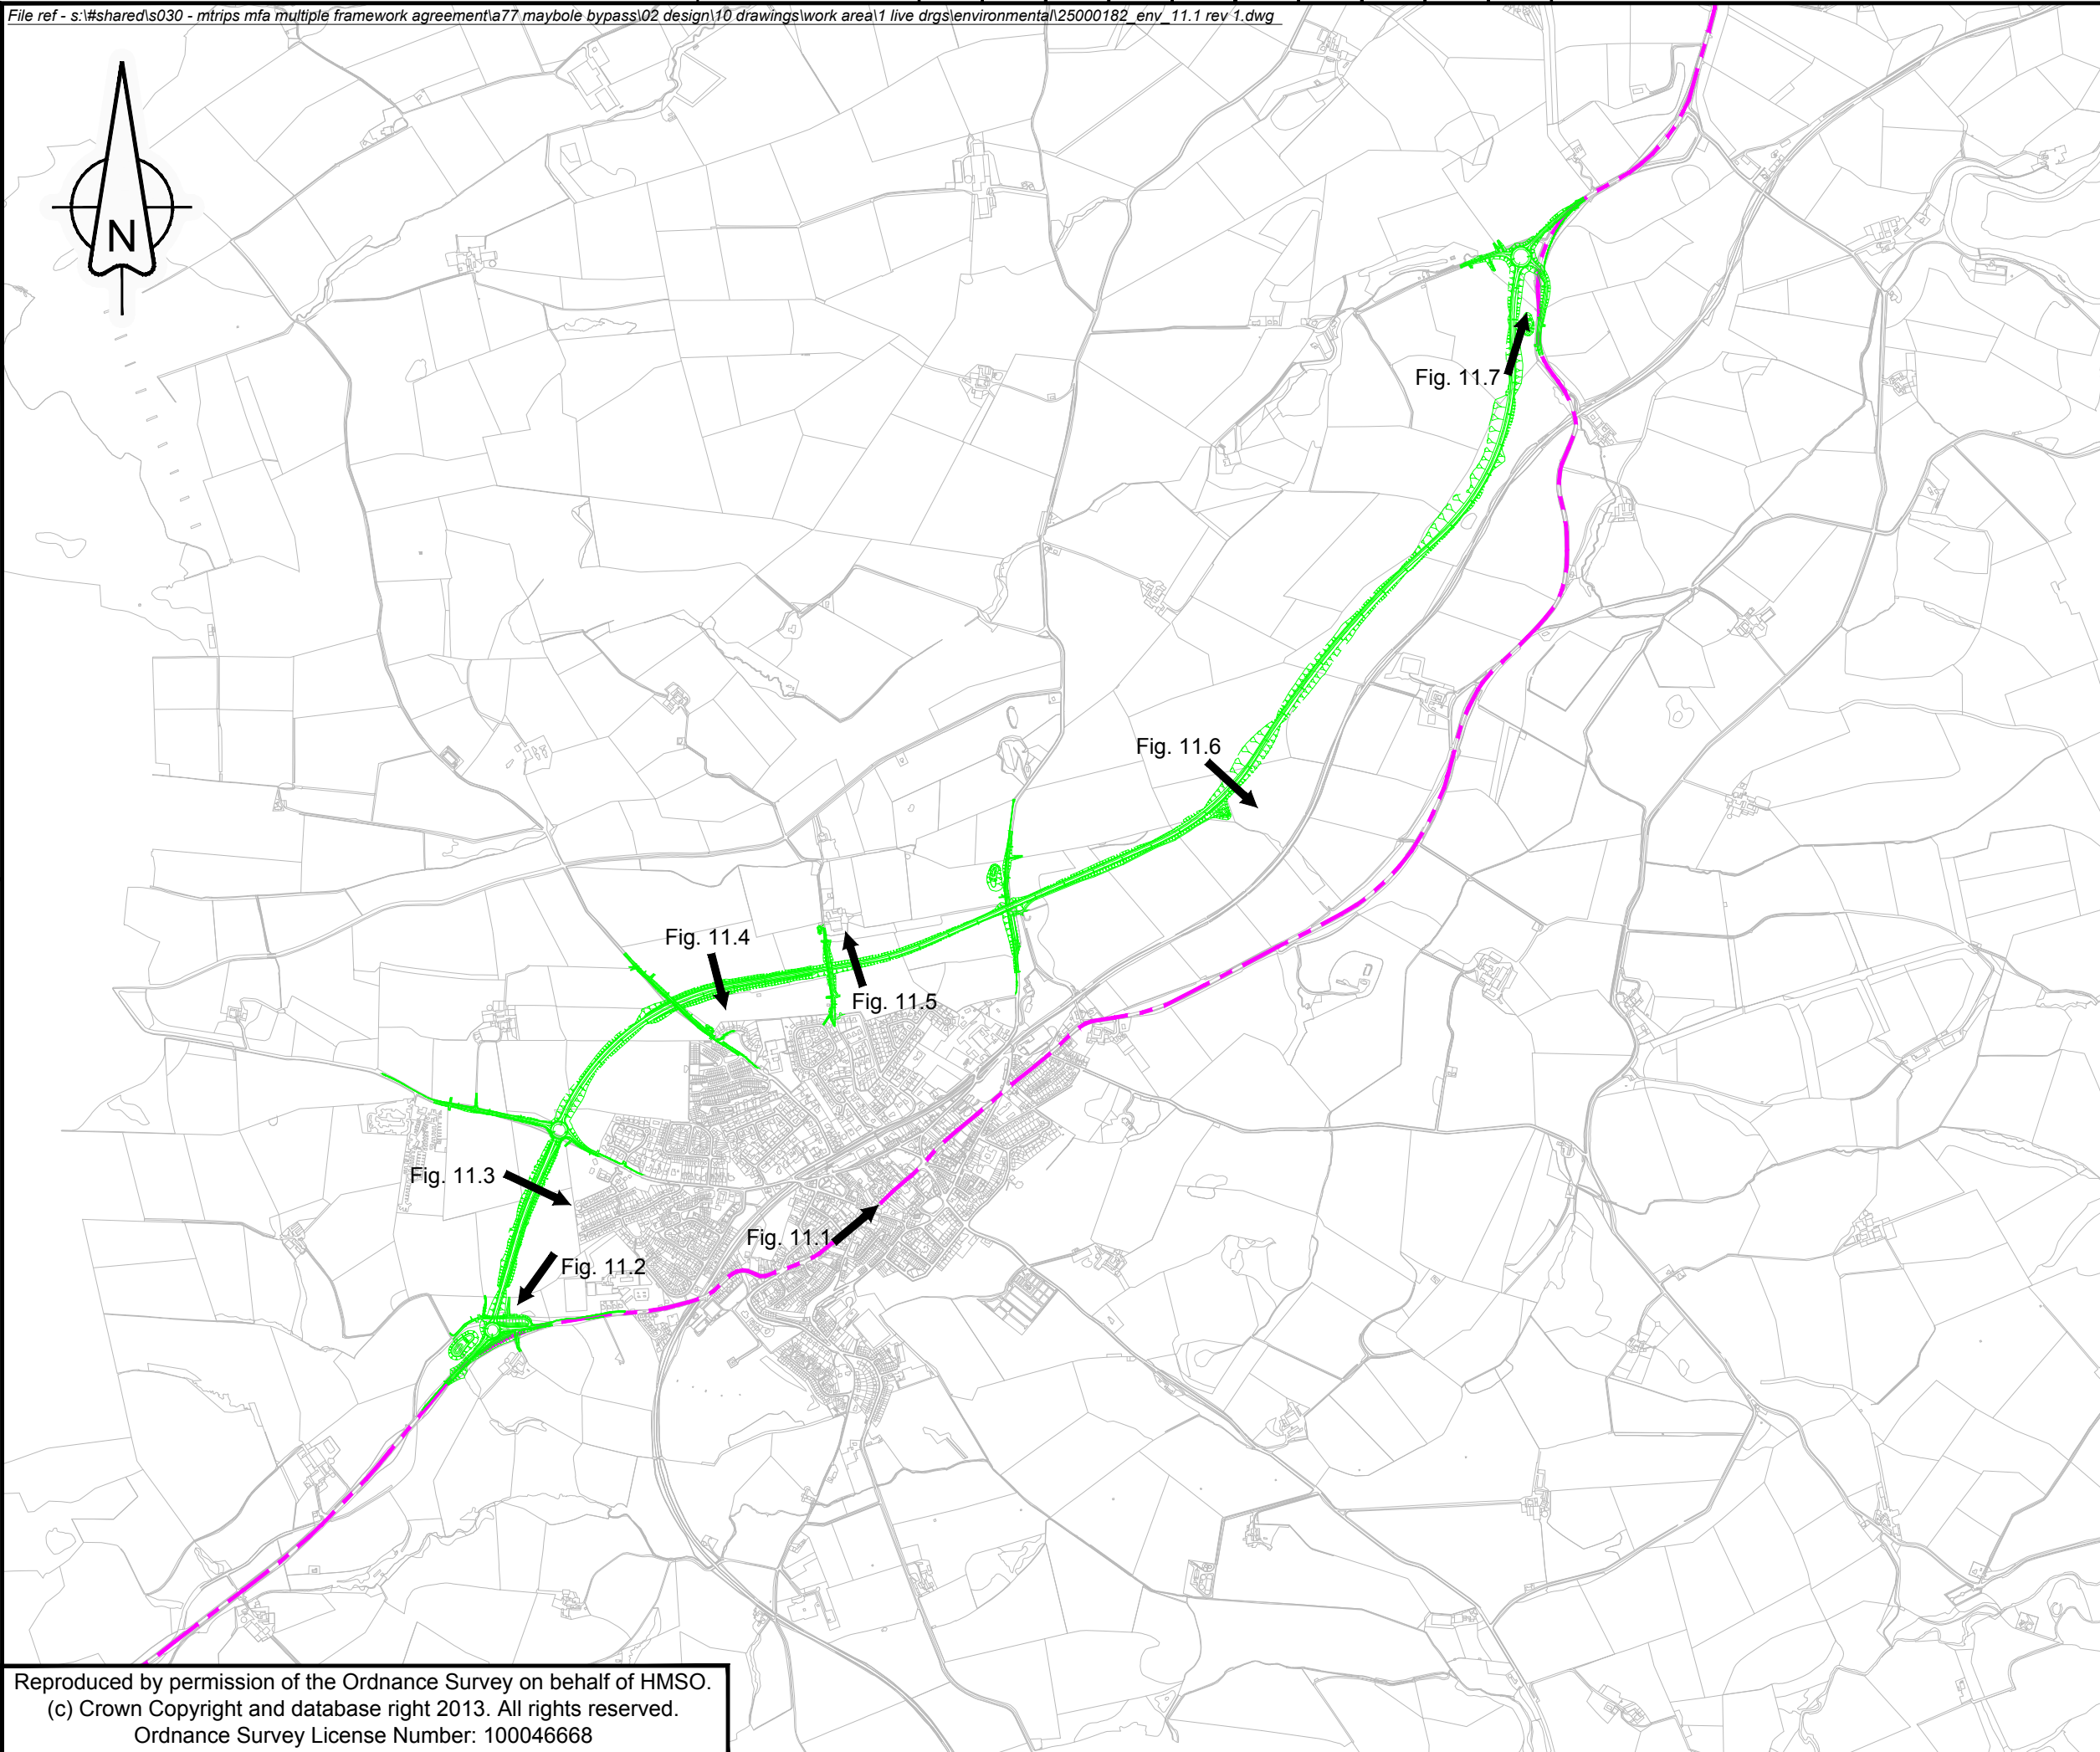 File ref - s:\#shared\s030 - mtrips mfa multiple framework agreement\a77 maybole bypass\02 design\10 drawings\work area\1 live drgs\environmental\25000182_env_11.1 rev 1.dwg
N
Fig. 11.7
Fig. 11.6
Fig. 11.4
Fig. 11.5
Fig. 11.3
Fig. 11.1
Fig. 11.2
Reproduced by permission of the Ordnance Survey on behalf of HMSO.
(c) Crown Copyright and database right 2013. All rights reserved.
Ordnance Survey License Number: 100046668